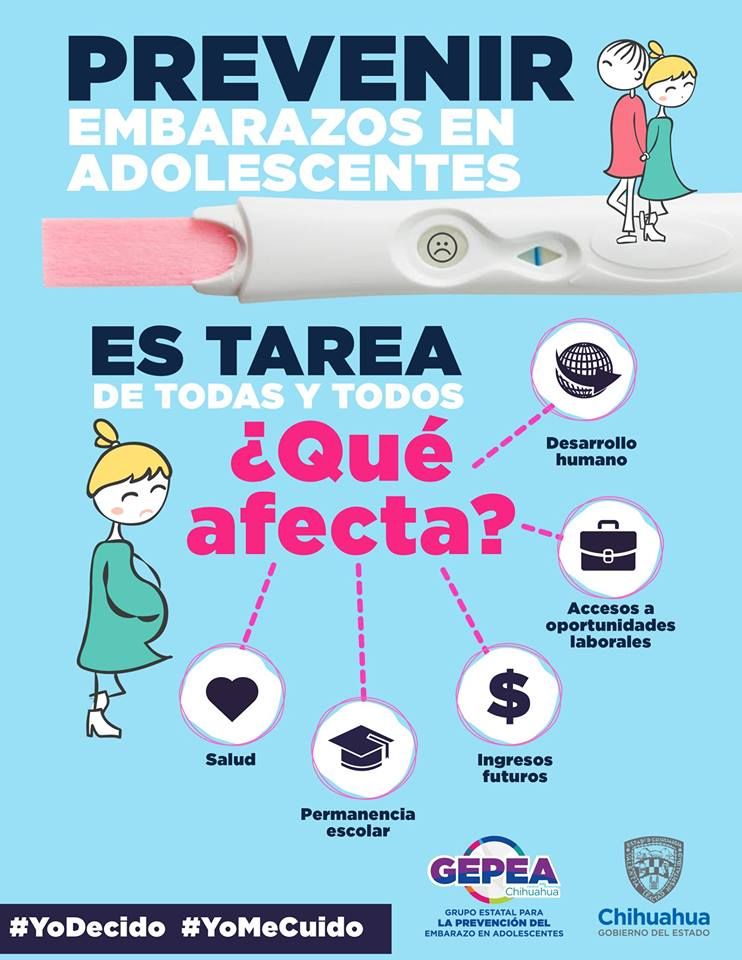 PREVENIR
EMBARAZOS EN
ADOLESCENTES
ES TAREA
DE TODAS Y TODOS
¿Qué
afecta?
Desarrollo
humano
Accesos a
oportunidades
laborales
Salud
Permanencia
escolar
$
Ingresos
futuros
GEPEA
Chihuahua
GRUPO ESTATAL PARA
LA PREVENCIÓN DEL
EMBARAZO EN ADOLESCENTES
Chihuahua
GOBIERNO DEL ESTADO
#YoDecido #YoMeCuido